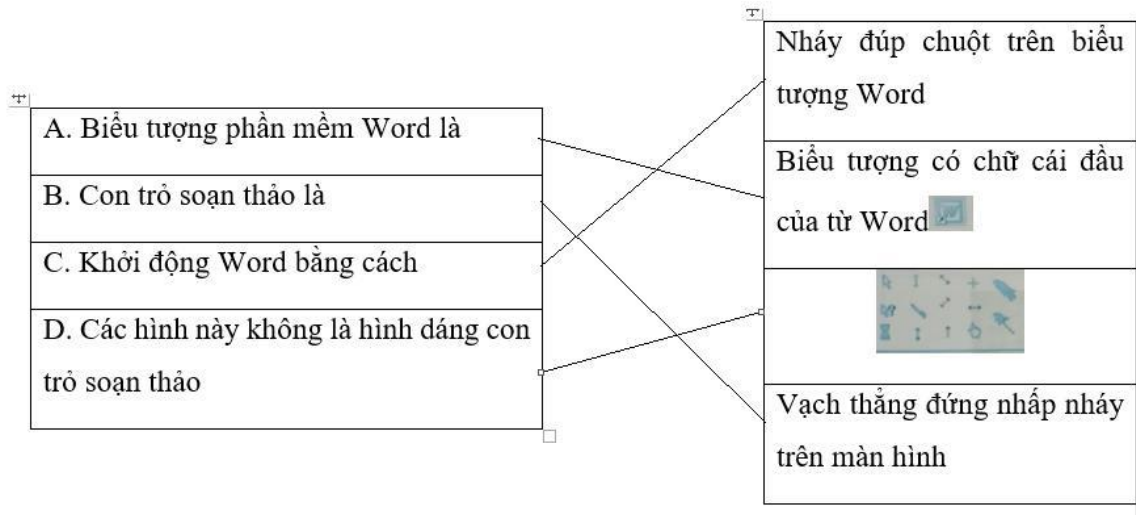 A. Biểu tượng phần mềm Word là
B. Con trỏ soạn thảo là
C. Khởi động Word bằng cách
D. Các hình này không là hình dáng con
trỏ soạn thảo
Nháy đúp chuột trên biểu
tượng Word
Biểu tượng có chữ cái đầu
của từ Word
Vạch thẳng đứng nhấp nháy
trên màn hình